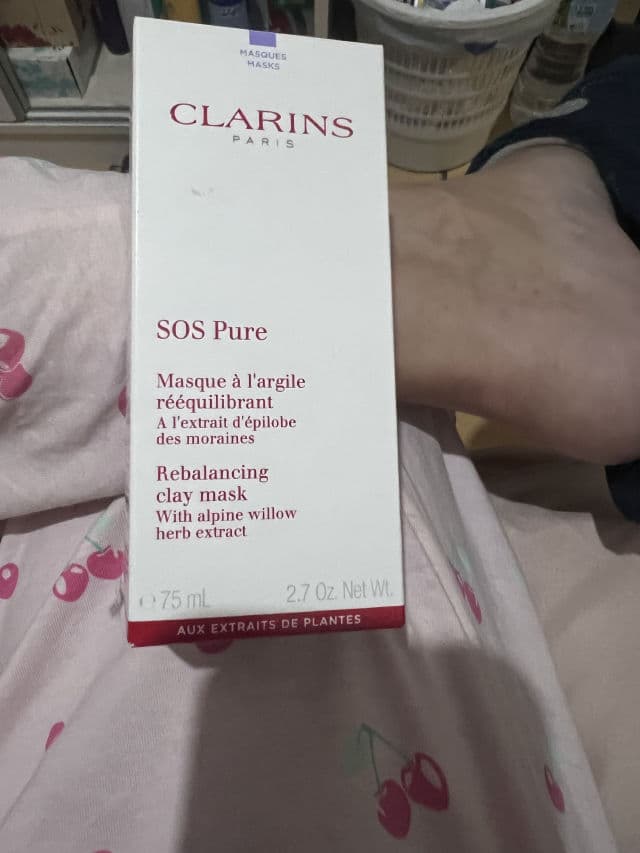 MASQUES
MASKS
CLARINS
PARIS
SOS Pure
Masque à l'argile
rééquilibrant
A l'extrait d'épilobe
des moraines
Rebalancing
clay mask
With alpine willow
herb extract
℮ 75 mL 2.7 Oz. Net Wt.
AUX EXTRAITS DE PLANTES